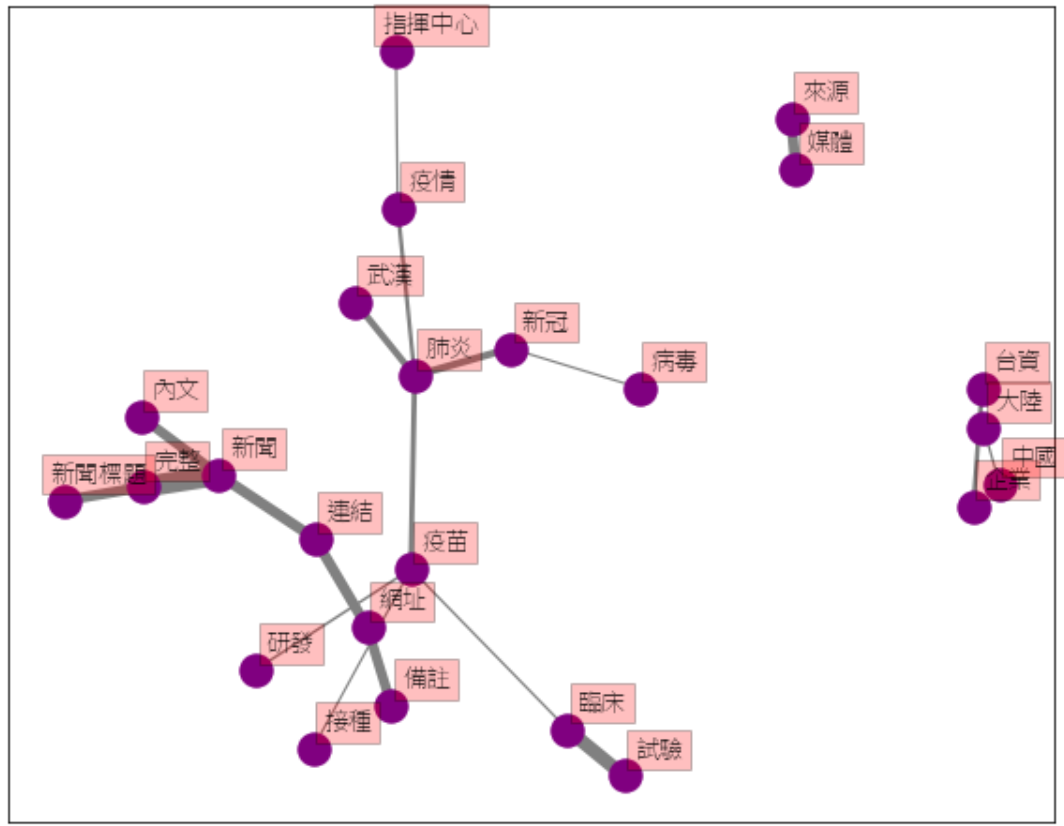 指揮中心
來源
媒體
疫情
武漢
新冠
肺炎
病毒
台資
大陸
內文
新聞
中國
完整
新聞標題
企業
連結
疫苗
網址
研發
備註
臨床
接種
試驗